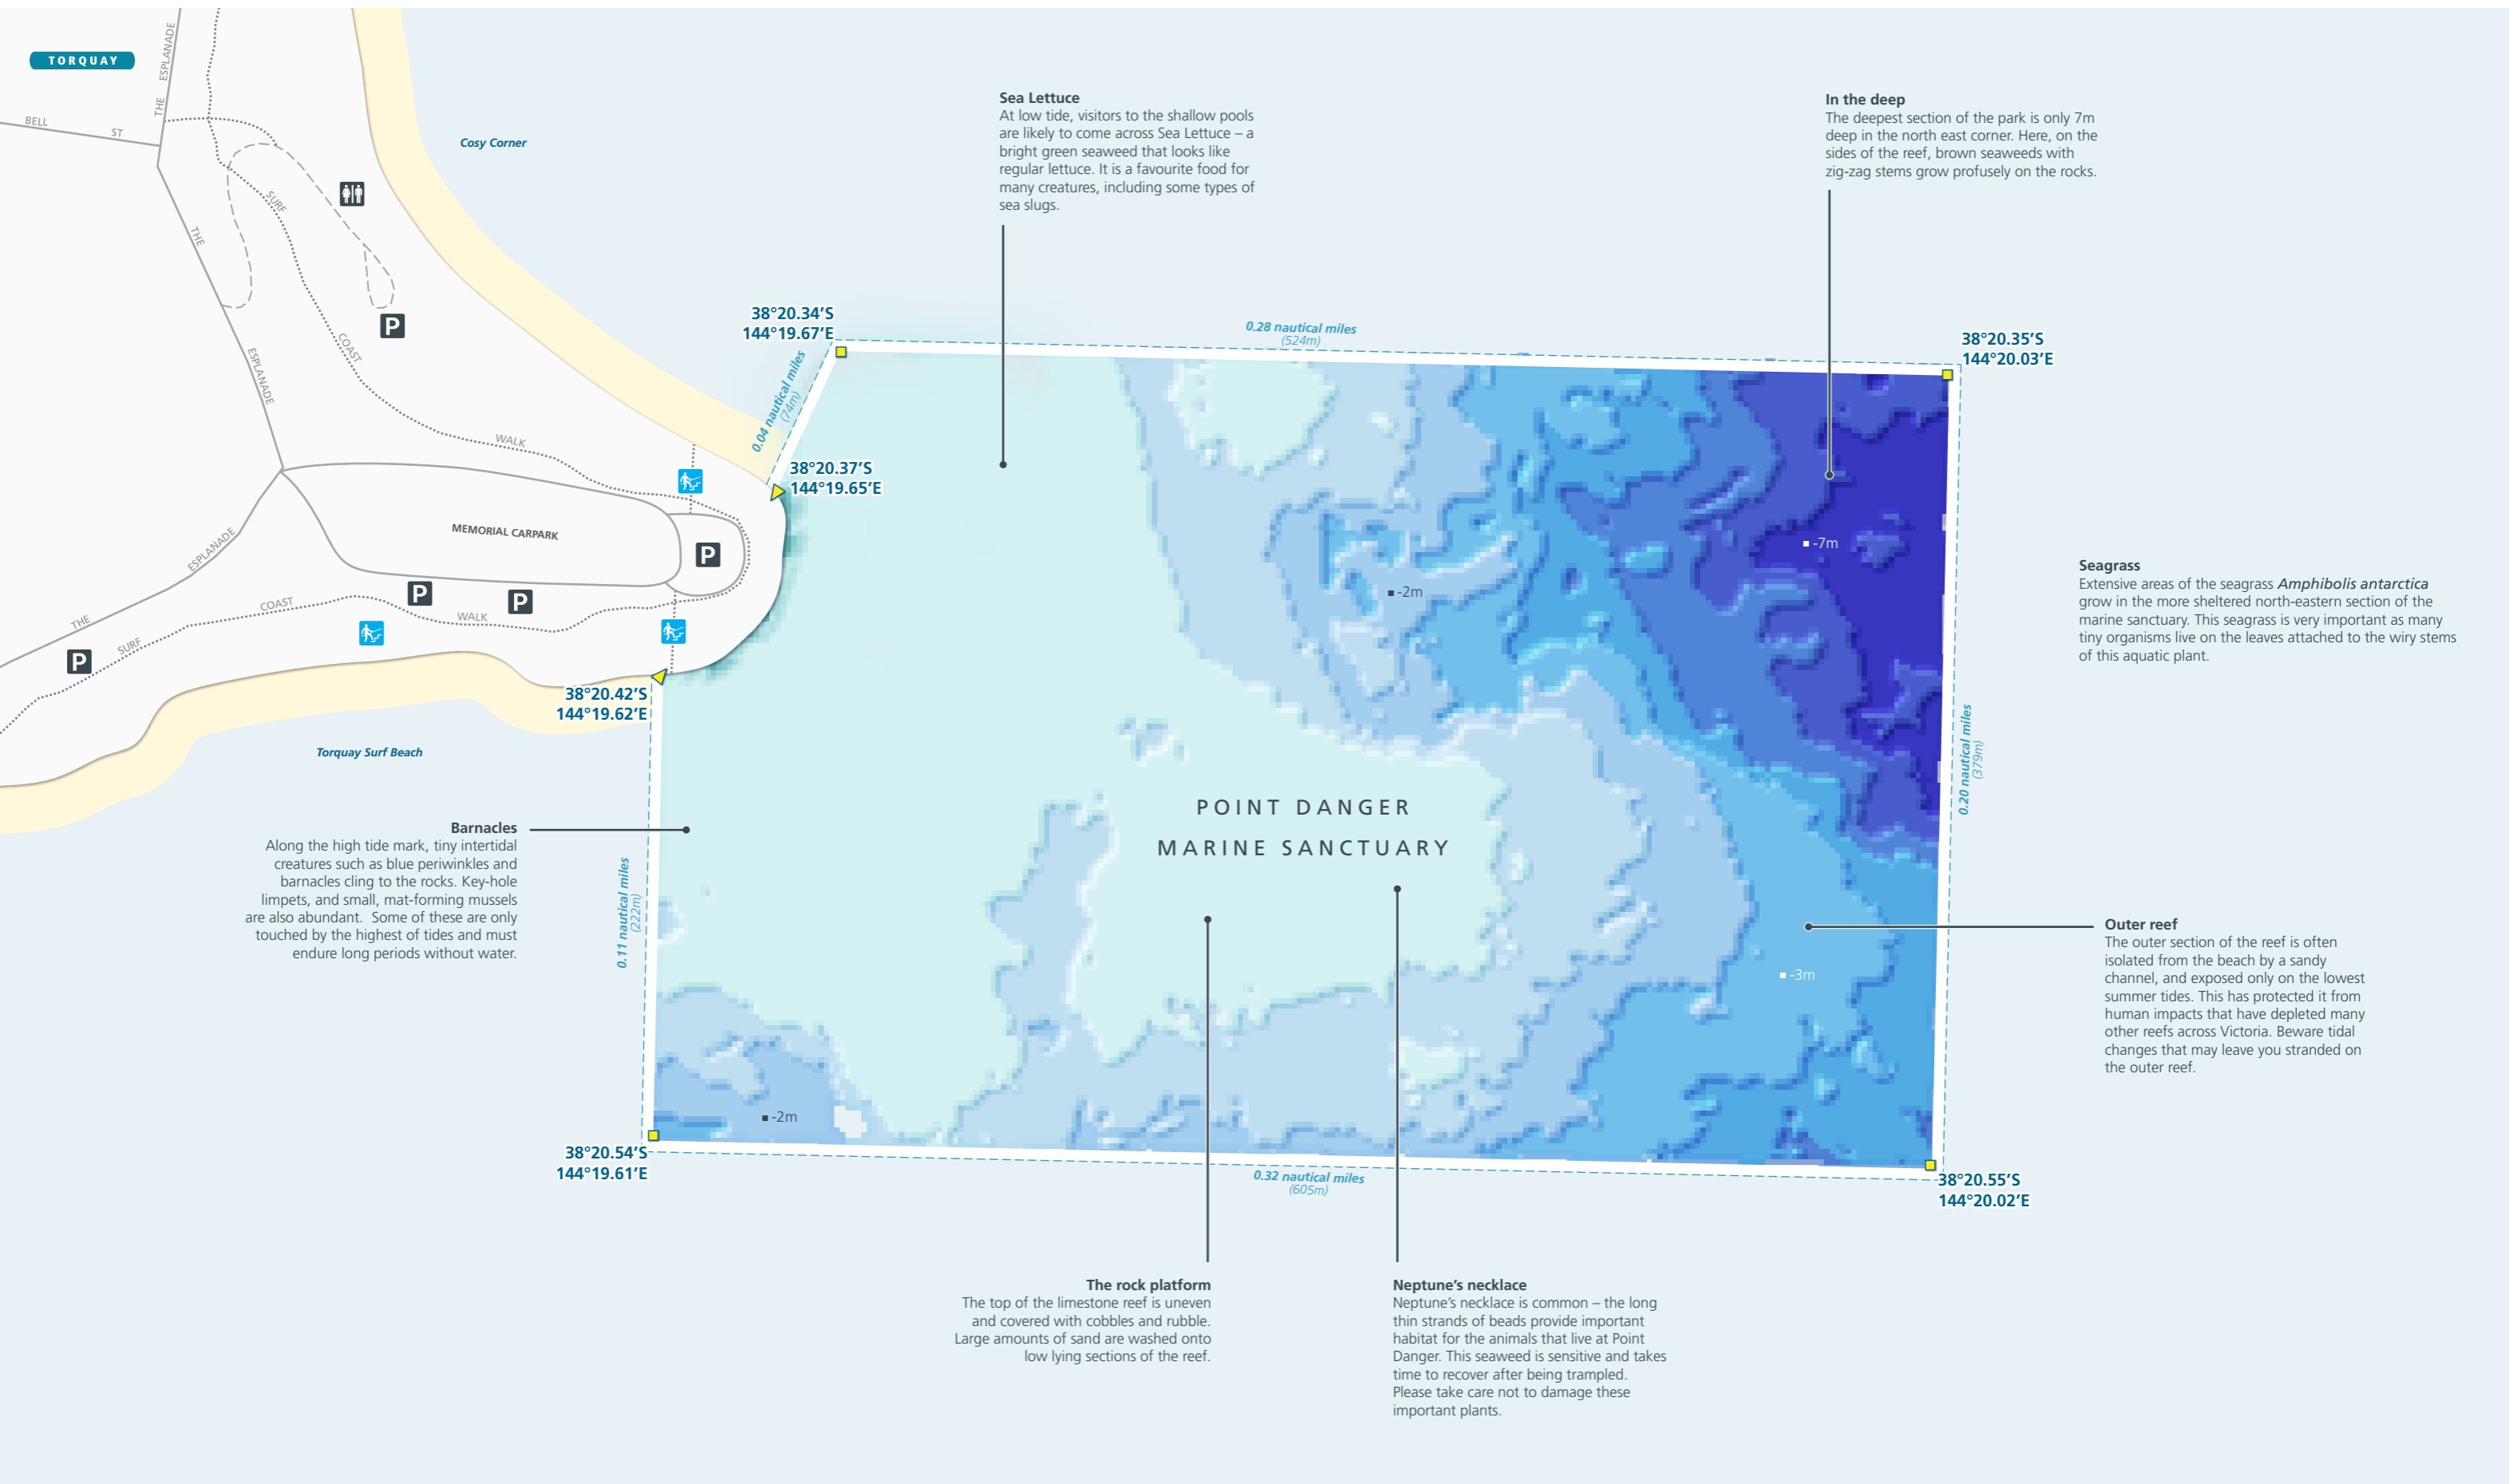 TORQUAY
THE ESPLANADE
BELL ST
SURF
COAST
WALK
THE
ESPLANADE
Cosy Corner
MEMORIAL CARPARK
P
P
P
P
P
THE
ESPLANADE
SURF
COAST
WALK
Torquay Surf Beach
Sea Lettuce
At low tide, visitors to the shallow pools
are likely to come across Sea Lettuce – a
bright green seaweed that looks like
regular lettuce. It is a favourite food for
many creatures, including some types of
sea slugs.
In the deep
The deepest section of the park is only 7m
deep in the north east corner. Here, on the
sides of the reef, brown seaweeds with
zig-zag stems grow profusely on the rocks.
38°20.34’S
144°19.67’E
0.28 nautical miles
(524m)
38°20.35’S
144°20.03’E
0.04 nautical miles
(74m)
38°20.37’S
144°19.65’E
-7m
-2m
Seagrass
Extensive areas of the seagrass Amphibolis antarctica
grow in the more sheltered north-eastern section of the
marine sanctuary. This seagrass is very important as many
tiny organisms live on the leaves attached to the wiry stems
of this aquatic plant.
38°20.42’S
144°19.62’E
0.20 nautical miles
(379m)
POINT DANGER
MARINE SANCTUARY
Barnacles
Along the high tide mark, tiny intertidal
creatures such as blue periwinkles and
barnacles cling to the rocks. Key-hole
limpets, and small, mat-forming mussels
are also abundant.  Some of these are only
touched by the highest of tides and must
endure long periods without water.
0.11 nautical miles
(222m)
Outer reef
The outer section of the reef is often
isolated from the beach by a sandy
channel, and exposed only on the lowest
summer tides. This has protected it from
human impacts that have depleted many
other reefs across Victoria. Beware tidal
changes that may leave you stranded on
the outer reef.
-3m
-2m
38°20.54’S
144°19.61’E
0.32 nautical miles
(605m)
38°20.55’S
144°20.02’E
The rock platform
The top of the limestone reef is uneven
and covered with cobbles and rubble.
Large amounts of sand are washed onto
low lying sections of the reef.
Neptune’s necklace
Neptune’s necklace is common – the long
thin strands of beads provide important
habitat for the animals that live at Point
Danger. This seaweed is sensitive and takes
time to recover after being trampled.
Please take care not to damage these
important plants.